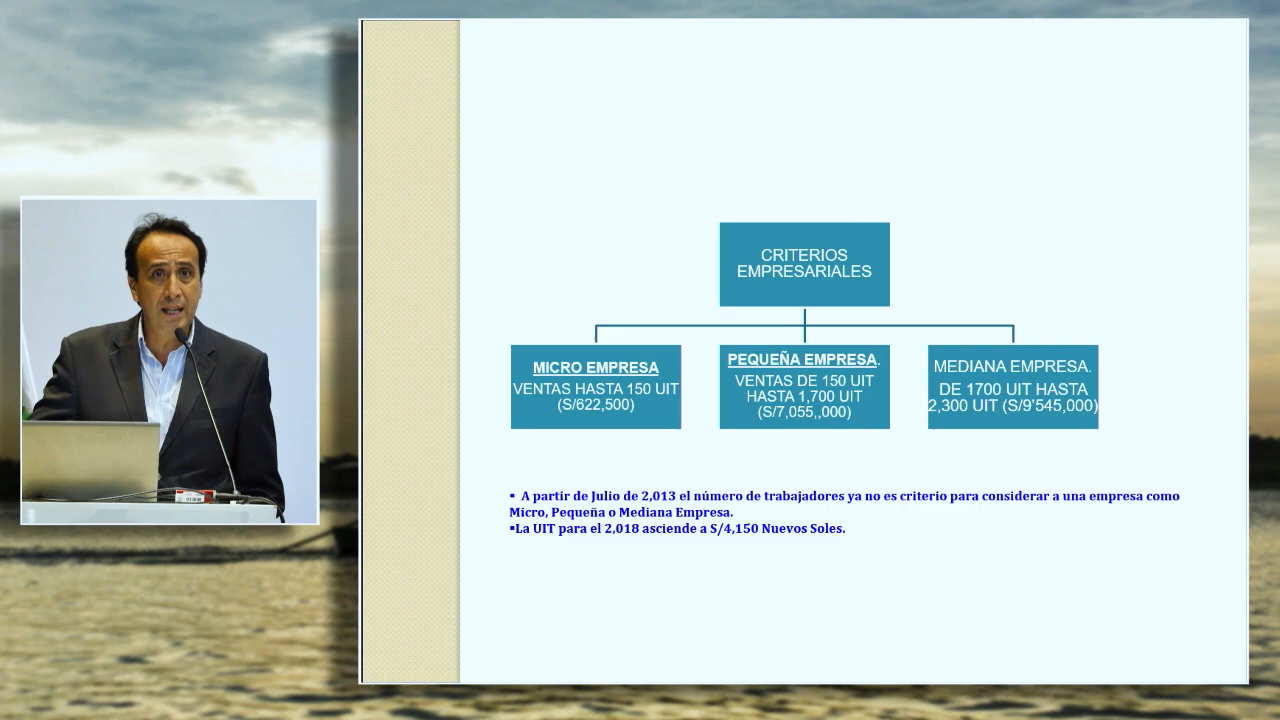 CRITERIOS
EMPRESARIALES
MICRO EMPRESA
VENTAS HASTA 150 UIT
(S/622,500)
PEQUEÑA EMPRESA.
VENTAS DE 150 UIT
HASTA 1,700 UIT
(S/7,055,,000)
MEDIANA EMPRESA.
DE 1700 UIT HASTA
2,300 UIT (S/9'545,000)
▪ A partir de Julio de 2,013 el número de trabajadores ya no es criterio para considerar a una empresa como
Micro, Pequeña o Mediana Empresa.
▪La UIT para el 2,018 asciende a S/4,150 Nuevos Soles.